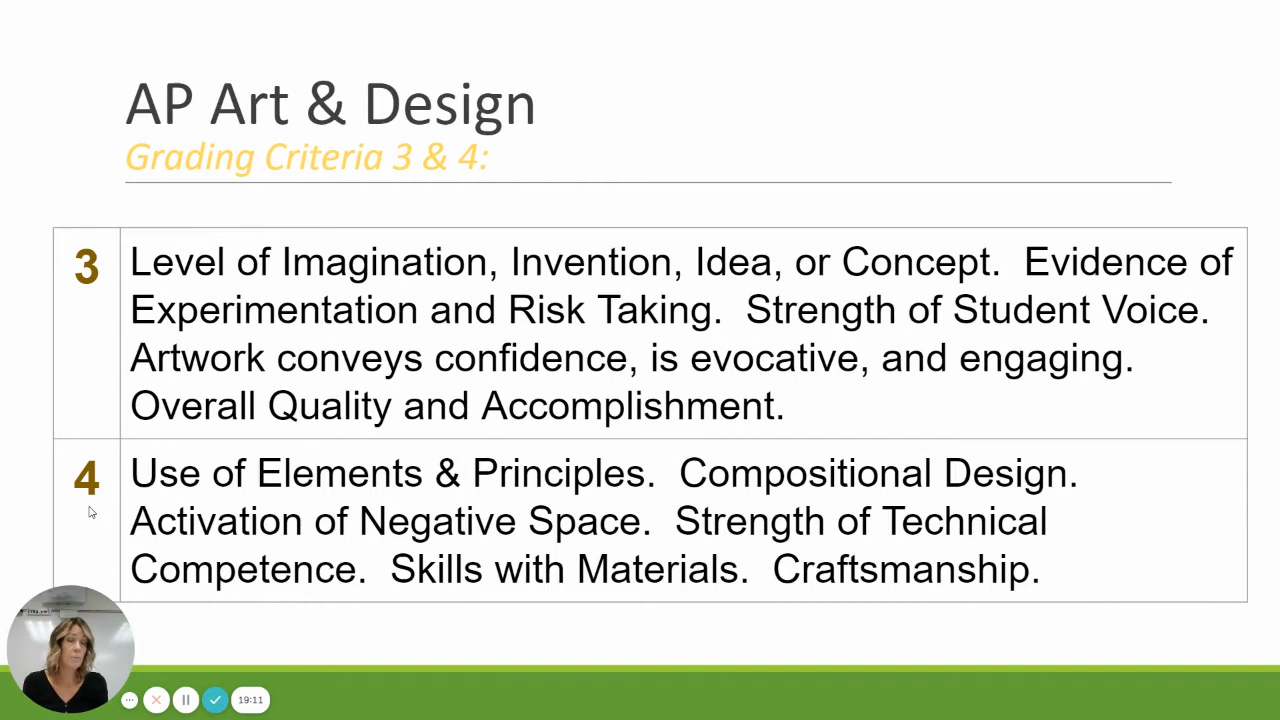 AP Art & Design
Grading Criteria 3 & 4:
3
Level of Imagination, Invention, Idea, or Concept. Evidence of
Experimentation and Risk Taking. Strength of Student Voice.
Artwork conveys confidence, is evocative, and engaging.
Overall Quality and Accomplishment.
4
Use of Elements & Principles. Compositional Design.
Activation of Negative Space. Strength of Technical
Competence. Skills with Materials. Craftsmanship.
19:11